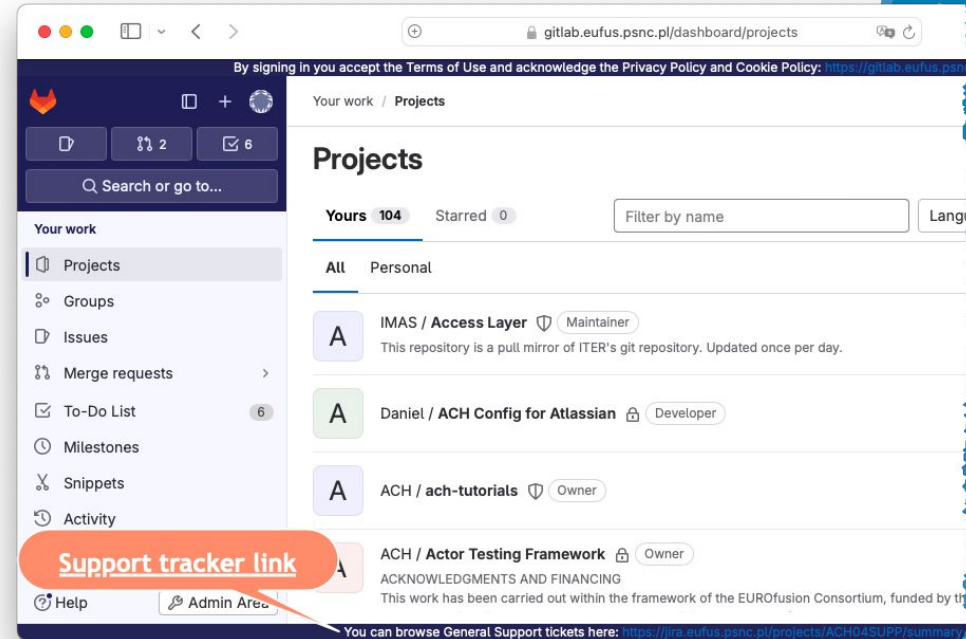 gitlab.eufus.psnc.pl/dashboard/projects
By signing in you accept the Terms of Use and acknowledge the Privacy Policy and Cookie Policy: https://gitlab.eufus.psn
2
6
Search or go to...
Your work
Projects
Groups
Issues
Merge requests
To-Do List 6
Milestones
Snippets
Activity
Support tracker link
Help
Admin Area
Your work / Projects
Projects
Yours 104
Starred 0
Filter by name
Langu
All
Personal
A
IMAS / Access Layer Maintainer
This repository is a pull mirror of ITER's git repository. Updated once per day.
A
Daniel / ACH Config for Atlassian Developer
A
ACH / ach-tutorials Owner
A
ACH / Actor Testing Framework Owner
ACKNOWLEDGMENTS AND FINANCING
This work has been carried out within the framework of the EUROfusion Consortium, funded by th
You can browse General Support tickets here: https://jira.eufus.psnc.pl/projects/ACH04SUPP/summary